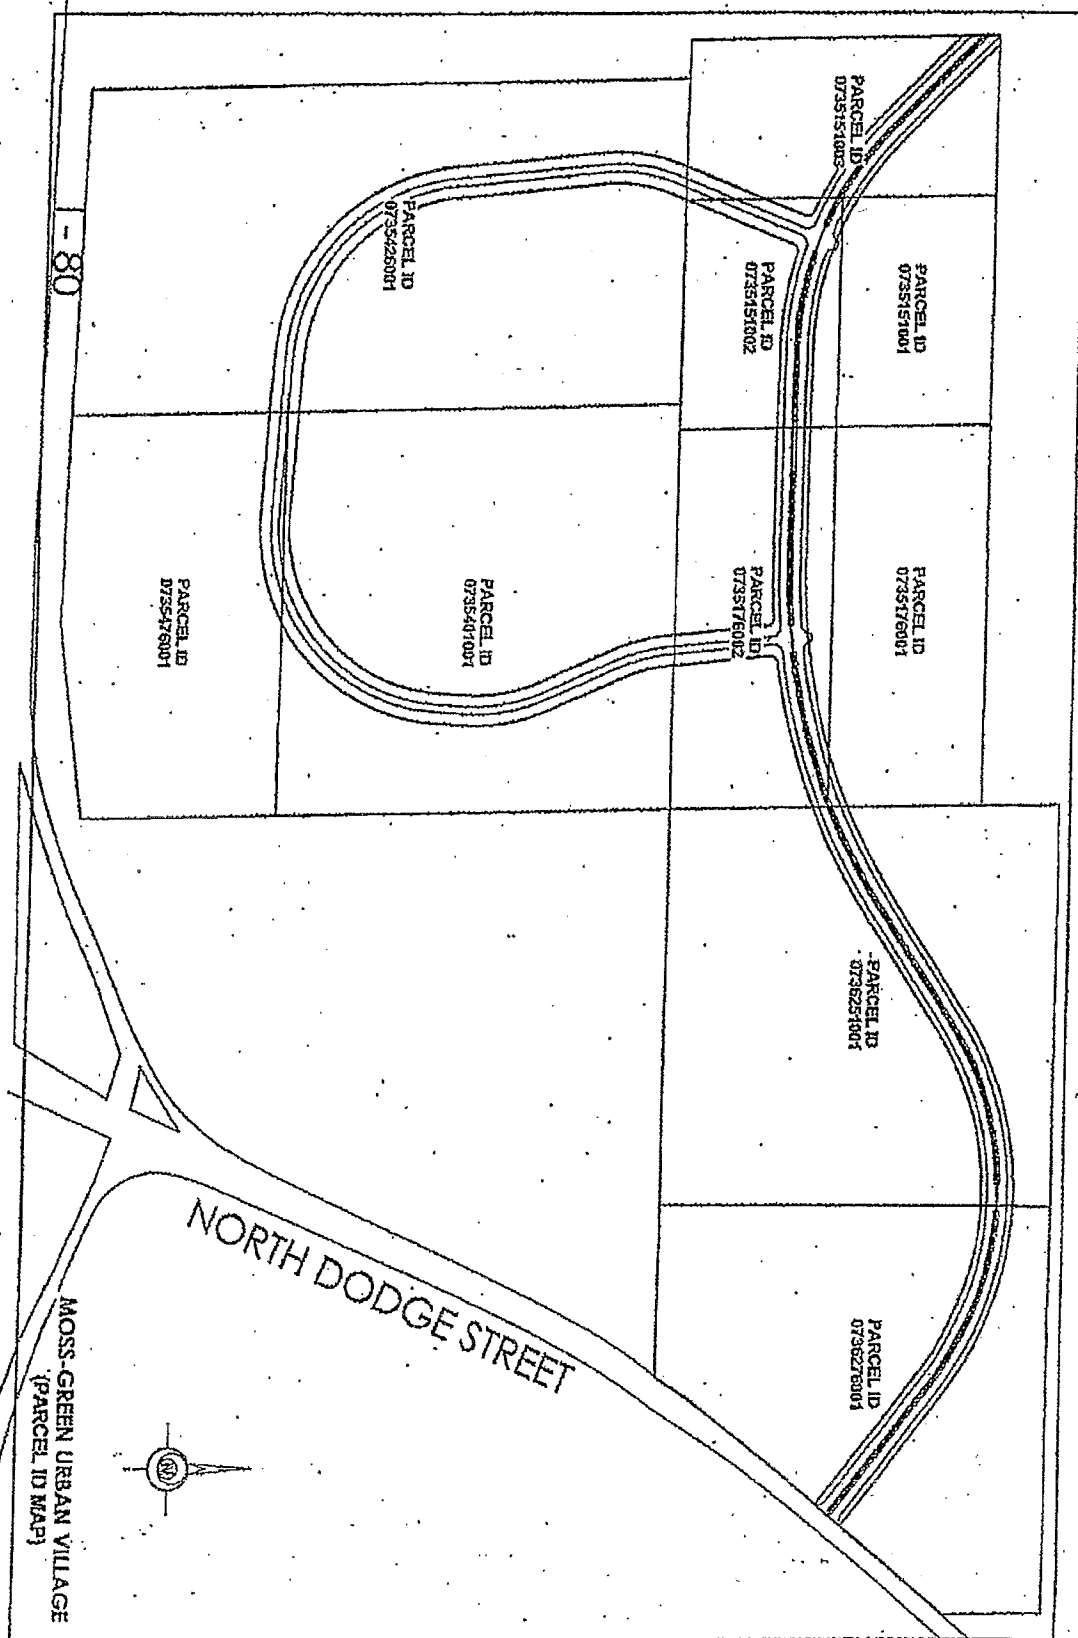 PARCEL ID
0735151003
PARCEL ID
0735151001
PARCEL ID
0735151002
PARCEL ID
0735426001
I - 80
PARCEL ID
0735176001
PARCEL ID
0735176002
PARCEL ID
0735401001
PARCEL ID
0735476001
PARCEL ID
0736251001
PARCEL ID
0736276001
NORTH DODGE STREET
MOSS-GREEN URBAN VILLAGE
(PARCEL ID MAP)